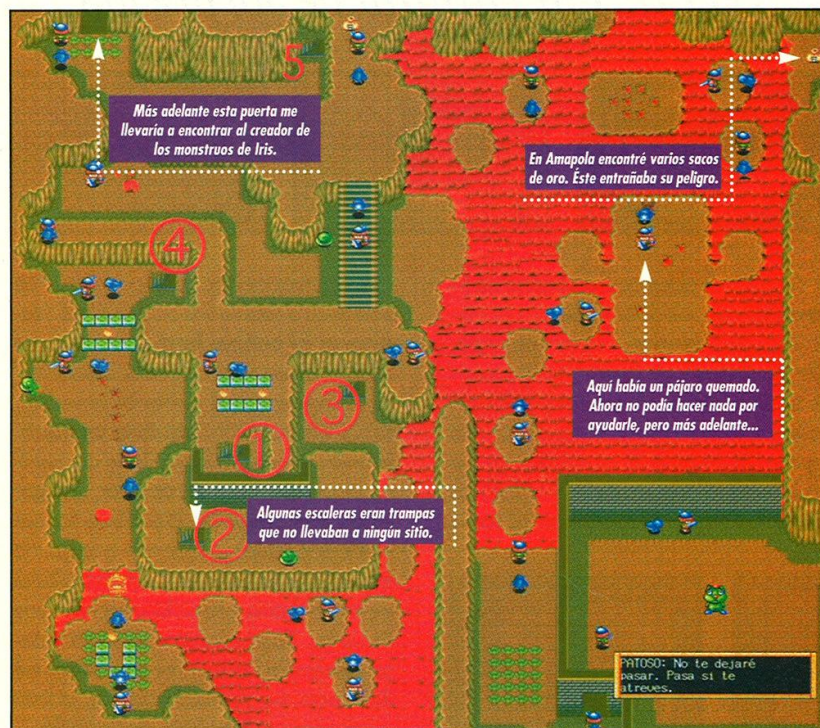 5
Más adelante esta puerta me
llevaría a encontrar al creador de
los monstruos de Iris.
En Amapola encontré varios sacos
de oro. Éste entrañaba su peligro.
4
Aquí había un pájaro quemado.
Ahora no podía hacer nada por
ayudarle, pero más adelante...
3
1
Algunas escaleras eran trampas
que no llevaban a ningún sitio.
2
PATOSO: No te dejaré
pasar. Pasa si te
atreves.